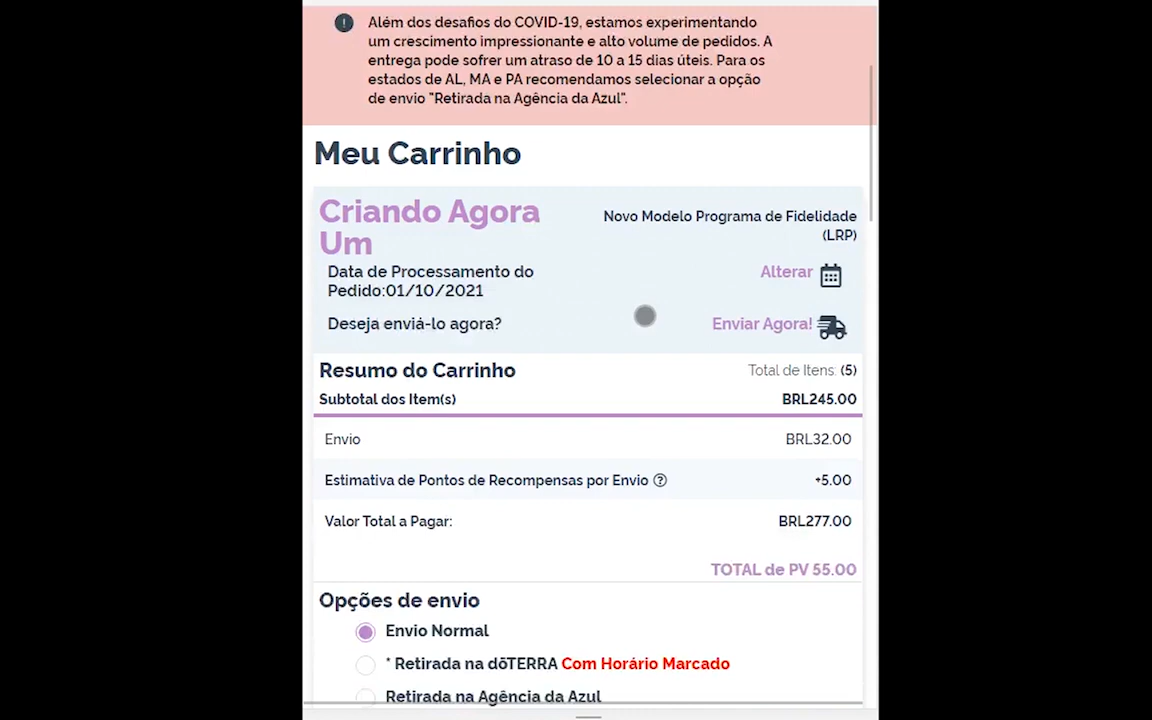 Além dos desafios do COVID-19, estamos experimentando
um crescimento impressionante e alto volume de pedidos. A
entrega pode sofrer um atraso de 10 a 15 dias úteis. Para os
estados de AL, MA e PA recomendamos selecionar a opção
de envio "Retirada na Agência da Azul".
Meu Carrinho
Criando Agora
Um
Novo Modelo Programa de Fidelidade
(LRP)
Data de Processamento do
Pedido:01/10/2021
Alterar
Deseja enviá-lo agora?
Enviar Agora!
Resumo do Carrinho
Total de Itens: (5)
Subtotal dos Item(s)
BRL245.00
Envio
BRL32.00
Estimativa de Pontos de Recompensas por Envio ?
+5.00
Valor Total a Pagar:
BRL277.00
TOTAL de PV 55.00
Opções de envio
Envio Normal
* Retirada na dōTERRA Com Horário Marcado
Retirada na Agência da Azul